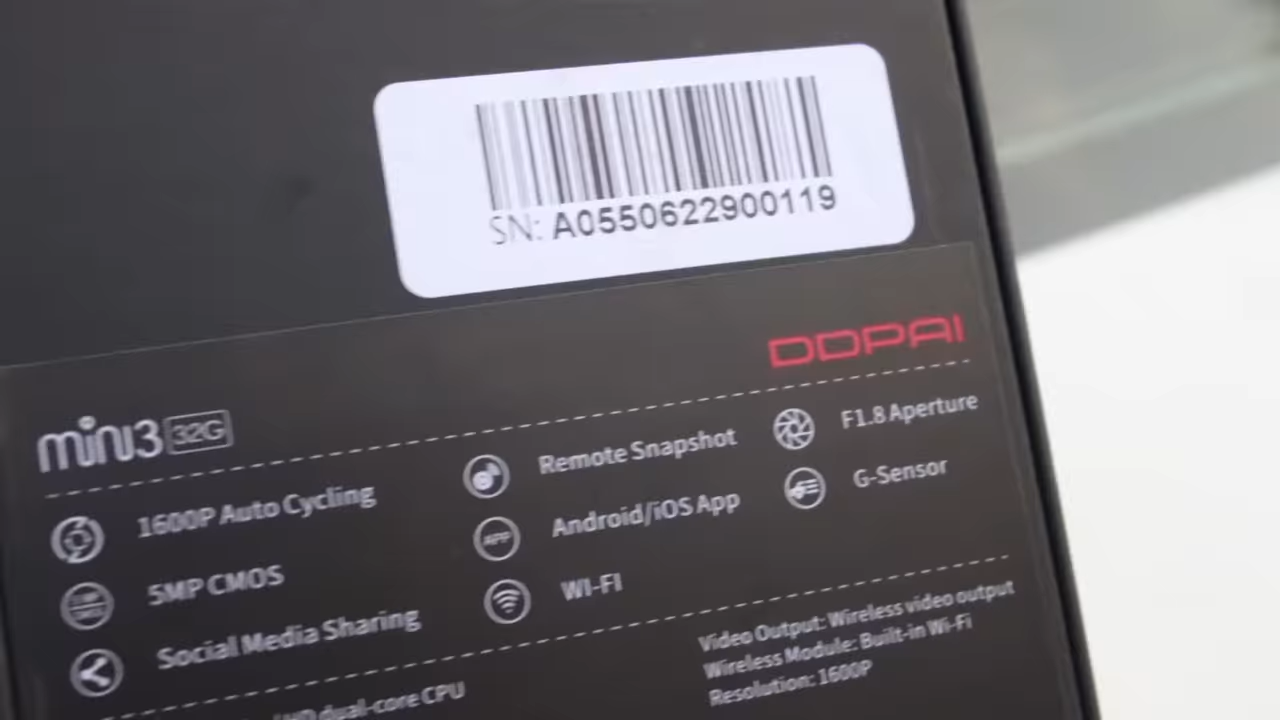 SN: A0550622900119
DDPAI
mini3 32G
1600P Auto Cycling
Remote Snapshot
F1.8 Aperture
5MP CMOS
APP
Android/iOS App
G-Sensor
Social Media Sharing
WI-FI
dual-core CPU
Video Output: Wireless video output
Wireless Module: Built-in Wi-Fi
Resolution: 1600P